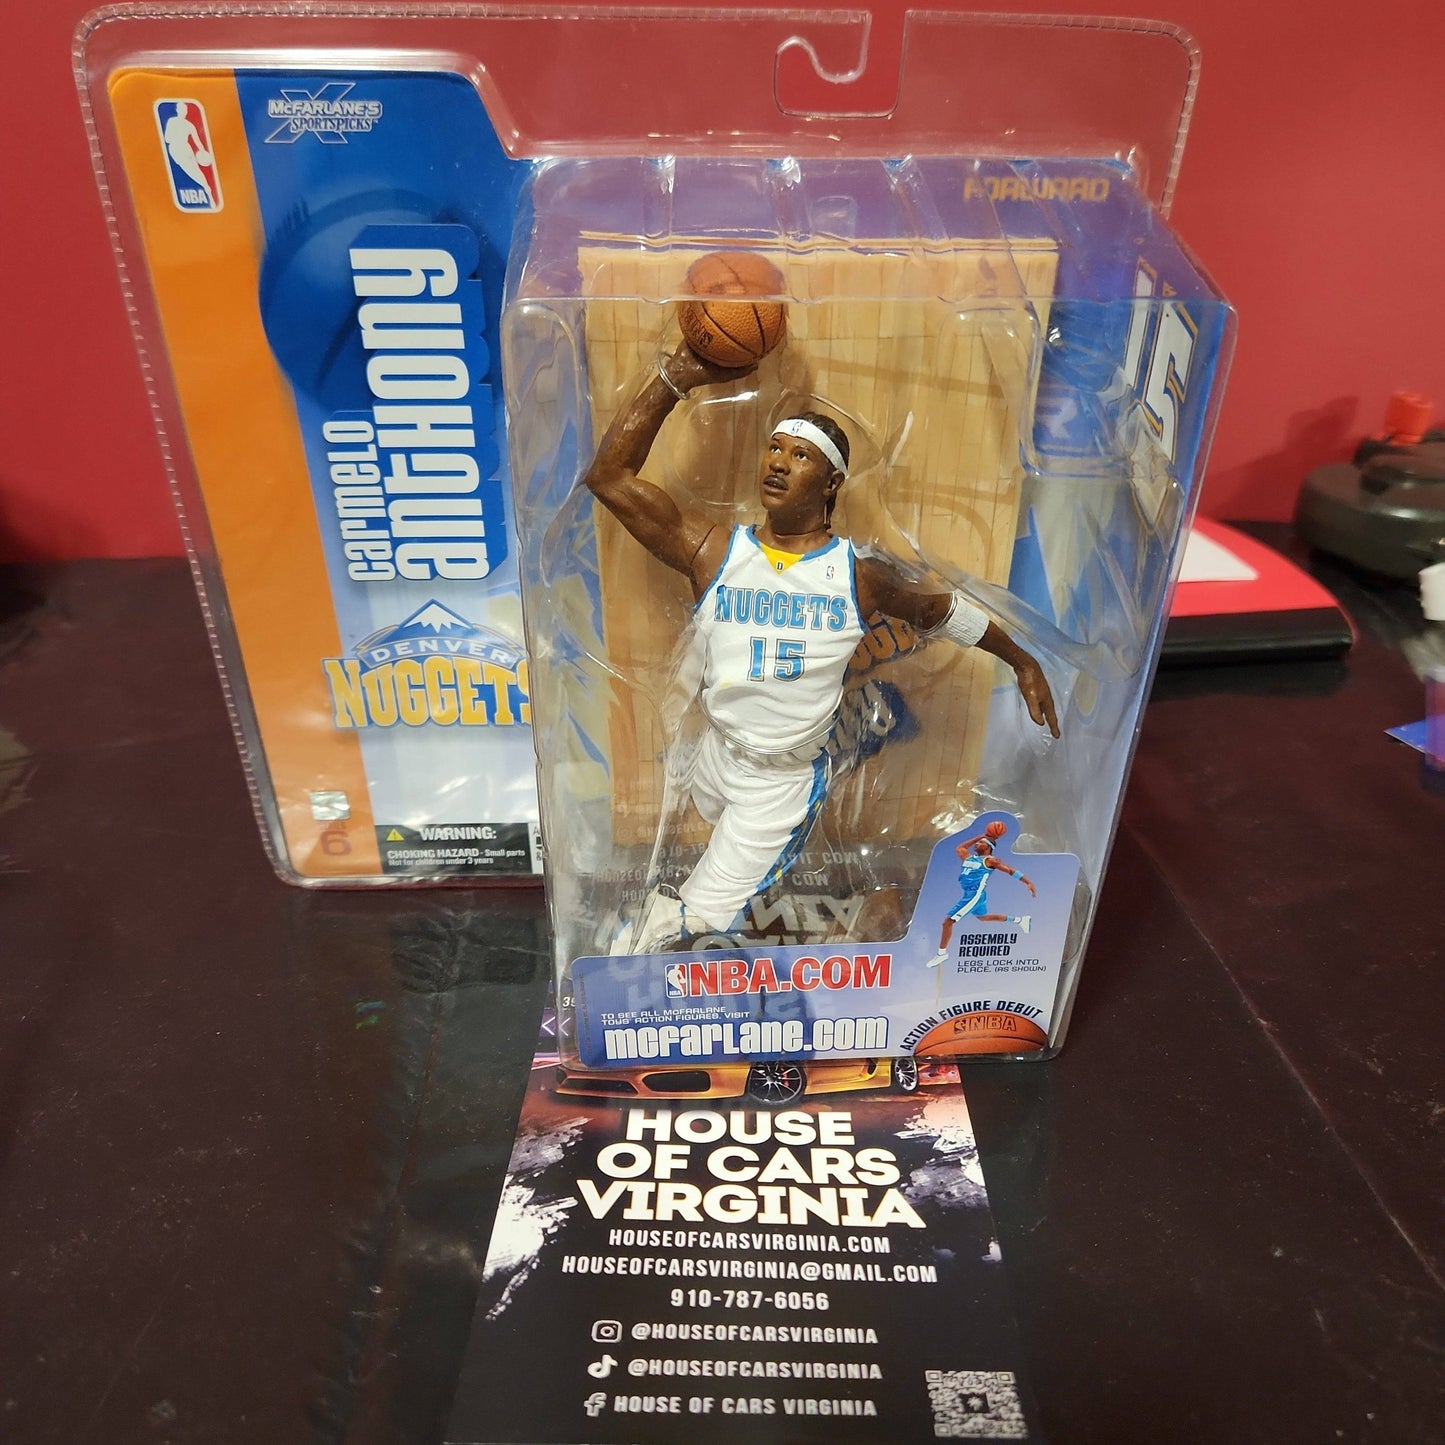 NBA
McFARLANE'S
SPORTSPICKS
FORWARD
carmelo
anthony
DENVER
NUGGETS
6
WARNING:
CHOKING HAZARD - Small parts
Not for children under 3 years
NUGGETS
15
ASSEMBLY
REQUIRED
LEGS LOCK INTO
PLACE. (AS SHOWN)
NBA.COM
TO SEE ALL MCFARLANE
TOYS' ACTION FIGURES, VISIT
mcfarlane.com
ACTION FIGURE DEBUT
NBA
HOUSE
OF CARS
VIRGINIA
HOUSEOFCARSVIRGINIA.COM
HOUSEOFCARSVIRGINIA@GMAIL.COM
910-787-6056
@HOUSEOFCARSVIRGINIA
@HOUSEOFCARSVIRGINIA
HOUSE OF CARS VIRGINIA